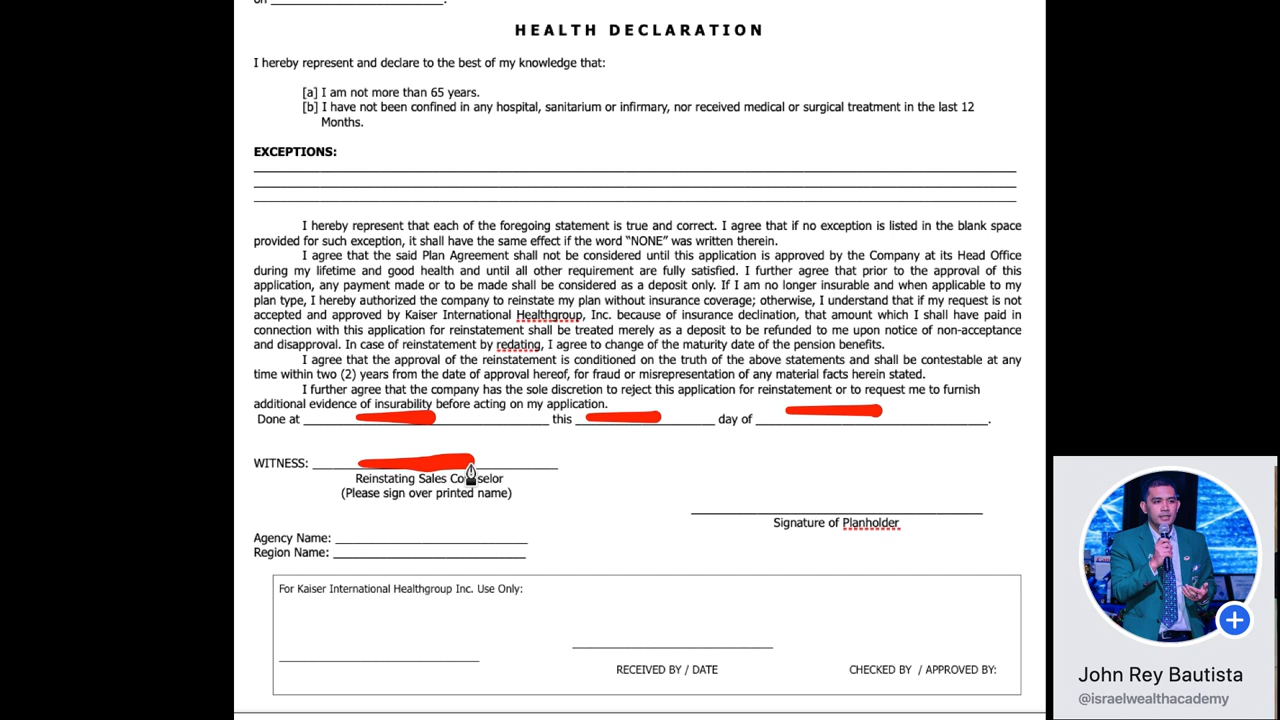 on ___________________________.
HEALTH DECLARATION
I hereby represent and declare to the best of my knowledge that:
[a] I am not more than 65 years.
[b] I have not been confined in any hospital, sanitarium or infirmary, nor received medical or surgical treatment in the last 12
Months.
EXCEPTIONS:
I hereby represent that each of the foregoing statement is true and correct. I agree that if no exception is listed in the blank space
provided for such exception, it shall have the same effect if the word “NONE” was written therein.
I agree that the said Plan Agreement shall not be considered until this application is approved by the Company at its Head Office
during my lifetime and good health and until all other requirement are fully satisfied. I further agree that prior to the approval of this
application, any payment made or to be made shall be considered as a deposit only. If I am no longer insurable and when applicable to my
plan type, I hereby authorized the company to reinstate my plan without insurance coverage; otherwise, I understand that if my request is not
accepted and approved by Kaiser International Healthgroup, Inc. because of insurance declination, that amount which I shall have paid in
connection with this application for reinstatement shall be treated merely as a deposit to be refunded to me upon notice of non-acceptance
and disapproval. In case of reinstatement by redating, I agree to change of the maturity date of the pension benefits.
I agree that the approval of the reinstatement is conditioned on the truth of the above statements and shall be contestable at any
time within two (2) years from the date of approval hereof, for fraud or misrepresentation of any material facts herein stated.
I further agree that the company has the sole discretion to reject this application for reinstatement or to request me to furnish
additional evidence of insurability before acting on my application.
Done at ____________ this ____________ day of ____________.
WITNESS: ____________
Reinstating Sales Counselor
(Please sign over printed name)
Signature of Planholder
Agency Name: ____________
Region Name: ____________
For Kaiser International Healthgroup Inc. Use Only:
RECEIVED BY / DATE CHECKED BY / APPROVED BY:
John Rey Bautista
@israelwealthacademy